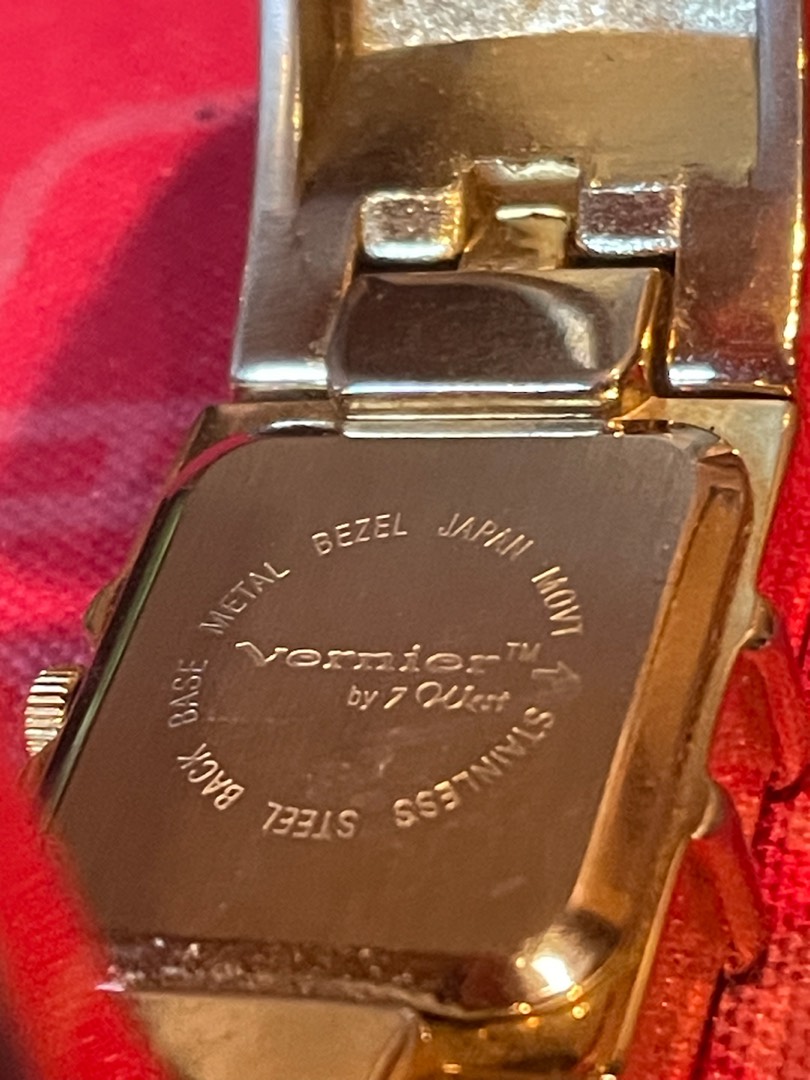 BASE METAL BEZEL JAPAN MOVT
STAINLESS STEEL BACK
Vernier™
by 7 West